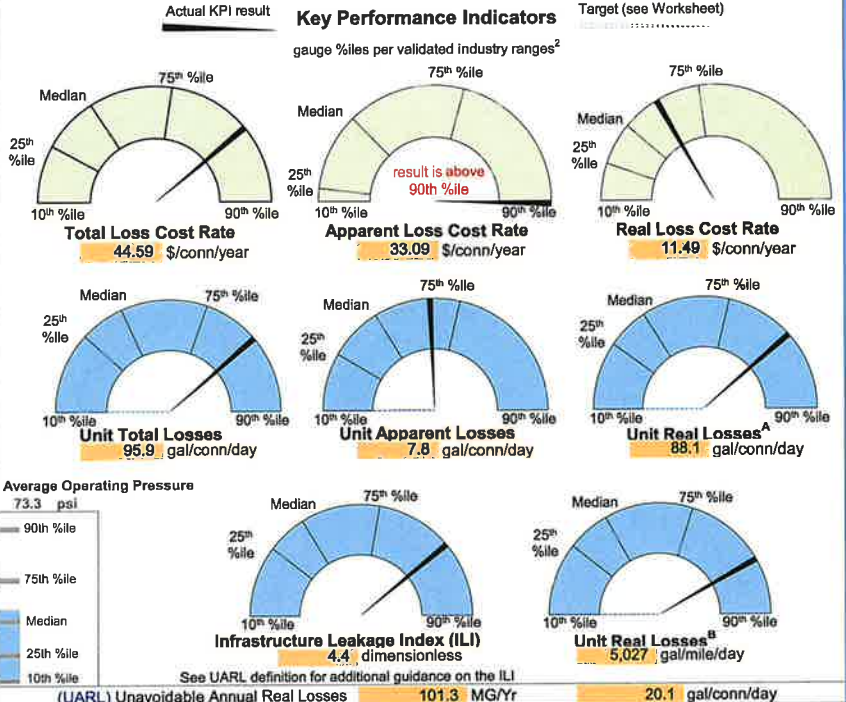 Actual KPI result
Key Performance Indicators
Target (see Worksheet)
gauge %iles per validated industry ranges2
Median
75th %ile
25th
%ile
10th %ile
90th %ile
Total Loss Cost Rate
44.59 $/conn/year
Median
75th %ile
25th
%ile
result is above
90th %ile
10th %ile
90th %ile
Apparent Loss Cost Rate
33.09 $/conn/year
Median
75th %ile
25th
%ile
10th %ile
90th %ile
Real Loss Cost Rate
11.49 $/conn/year
Median
75th %ile
25th
%ile
10th %ile
90th %ile
Unit Total Losses
95.9 gal/conn/day
Median
75th %ile
25th
%ile
10th %ile
90th %ile
Unit Apparent Losses
7.8 gal/conn/day
Median
75th %ile
25th
%ile
10th %ile
90th %ile
Unit Real LossesA
88.1 gal/conn/day
Average Operating Pressure
73.3 psi
90th %ile
75th %ile
Median
25th %ile
10th %ile
Median
75th %ile
25th
%ile
10th %ile
90th %ile
Infrastructure Leakage Index (ILI)
4.4 dimensionless
Median
75th %ile
25th
%ile
10th %ile
90th %ile
Unit Real LossesB
5,027 gal/mile/day
See UARL definition for additional guidance on the ILI
(UARL) Unavoidable Annual Real Losses 101.3 MG/Yr 20.1 gal/conn/day